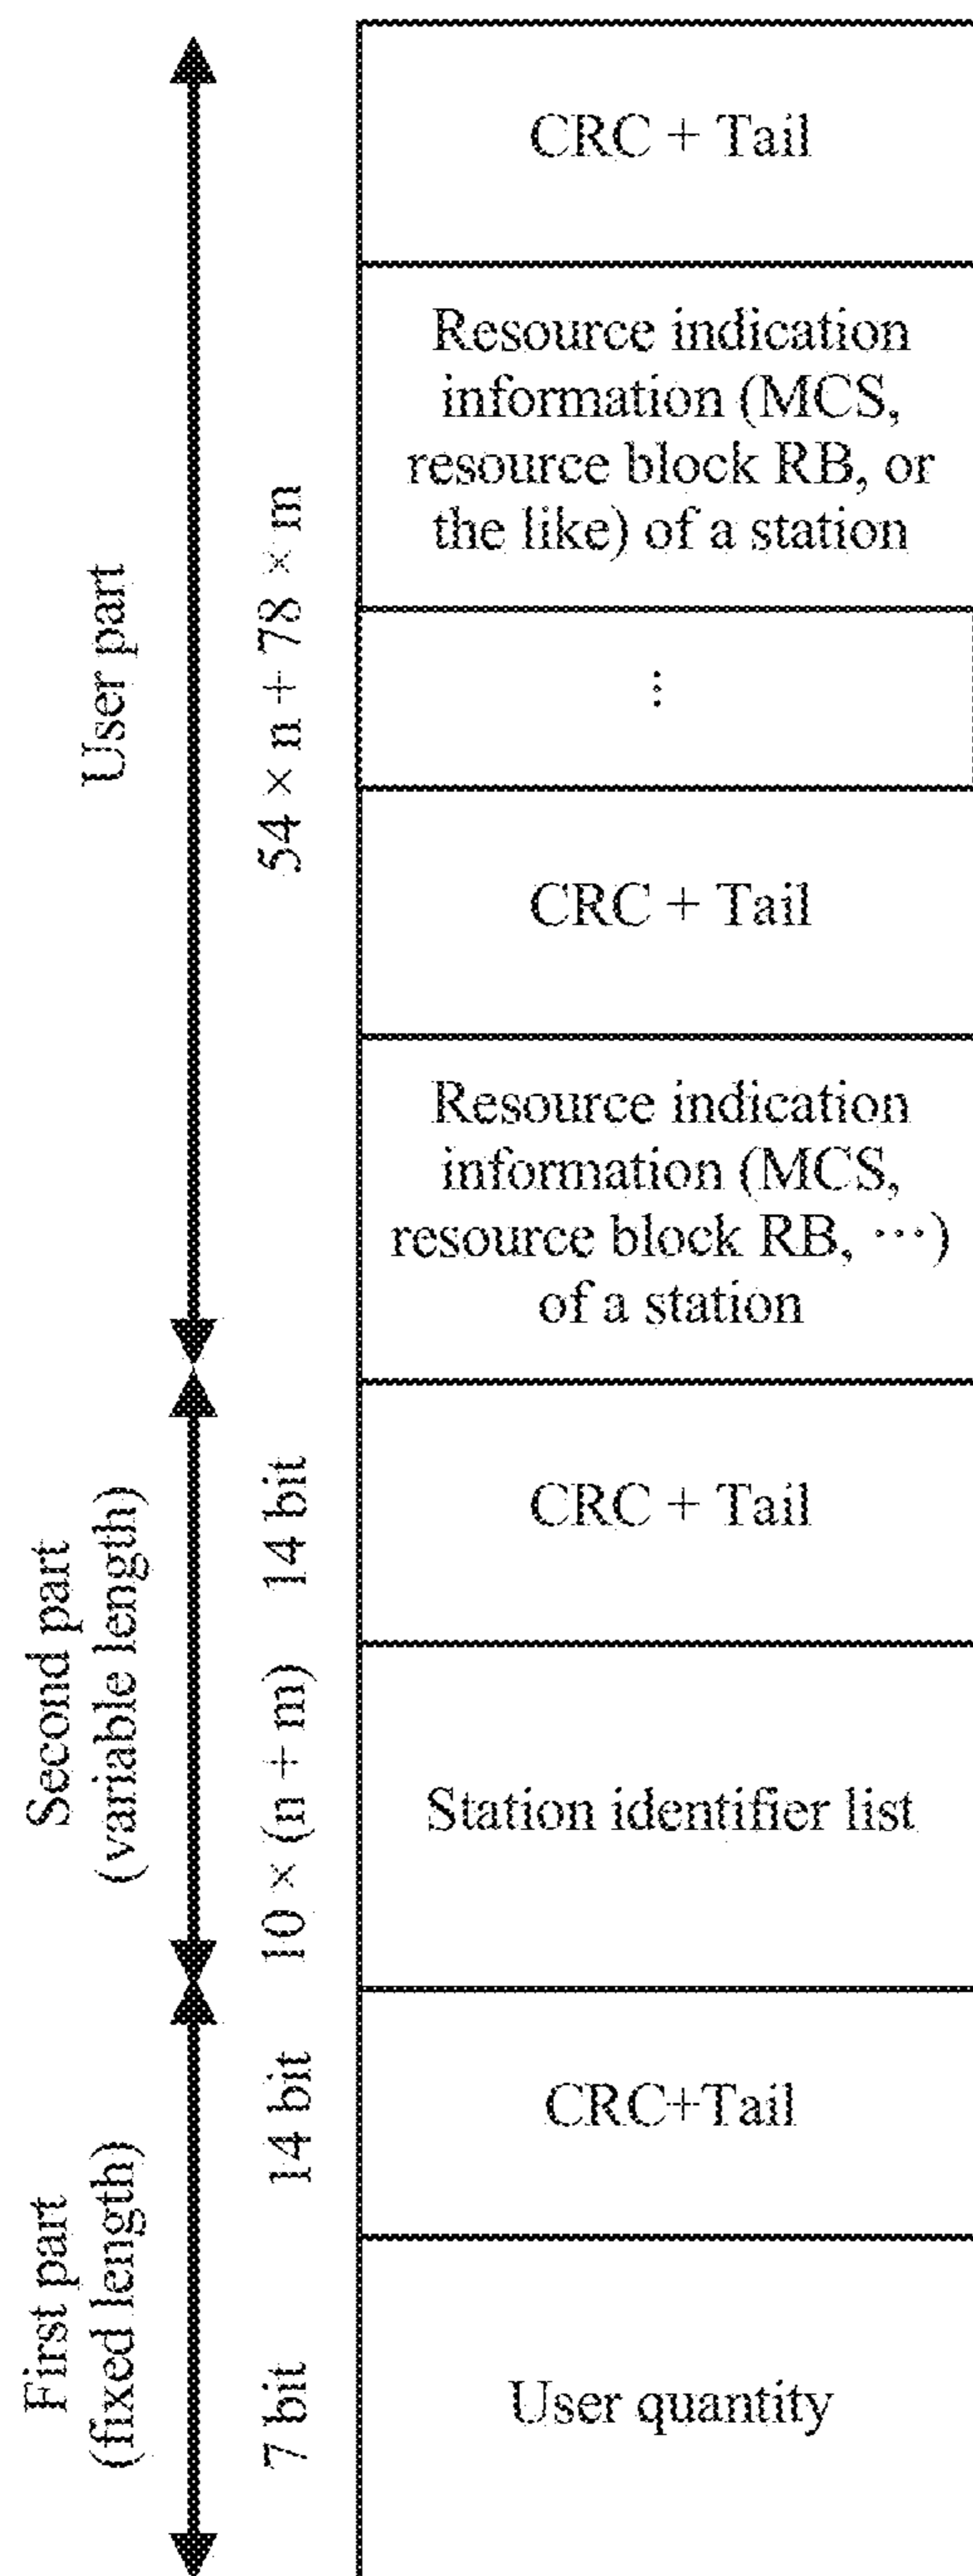 CRC + Tail
Resource indication
information (MCS,
resource block RB, or
the like) of a station
⋮
CRC + Tail
Resource indication
information (MCS,
resource block RB, ···)
of a station
CRC + Tail
Station identifier list
CRC+Tail
User quantity
User part
54 × n + 78 × m
Second part
(variable length)
14 bit
10 × (n + m)
First part
(fixed length)
14 bit
7 bit